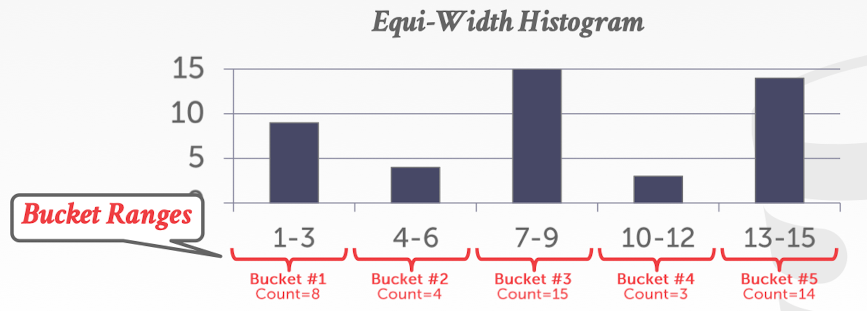 Equi-Width Histogram
15
10
5
Bucket Ranges
1-3 4-6 7-9 10-12 13-15
Bucket #1 Bucket #2 Bucket #3 Bucket #4 Bucket #5
Count=8 Count=4 Count=15 Count=3 Count=14